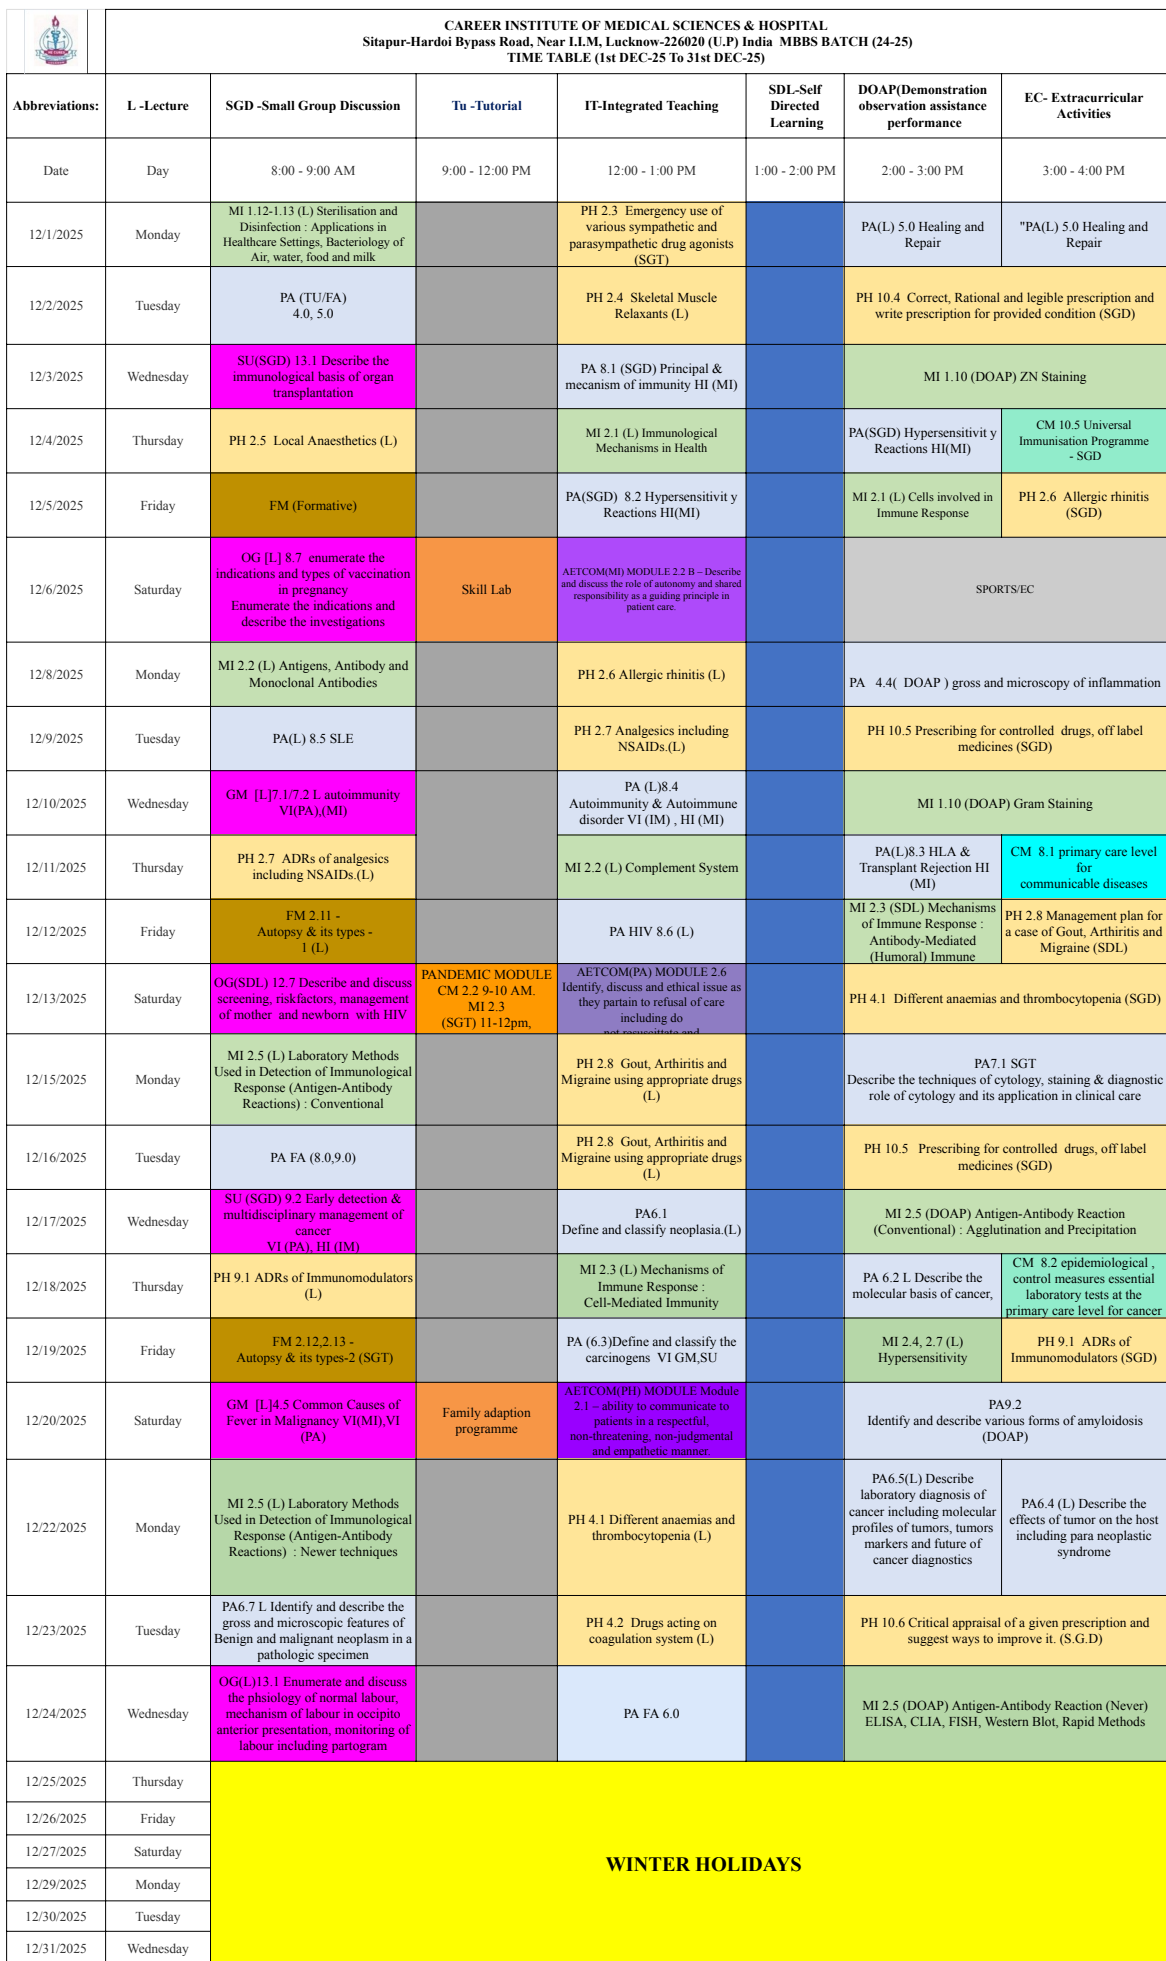 CAREER INSTITUTE OF MEDICAL SCIENCES & HOSPITAL
Sitapur-Hardoi Bypass Road, Near I.I.M, Lucknow-226020 (U.P) India MBBS BATCH (24-25)
TIME TABLE (1st DEC-25 To 31st DEC-25)
Abbreviations:
L -Lecture
SGD -Small Group Discussion
Tu -Tutorial
IT-Integrated Teaching
SDL-Self
Directed
Learning
DOAP(Demonstration
observation assistance
performance
EC- Extracurricular
Activities
Date
Day
8:00 - 9:00 AM
9:00 - 12:00 PM
12:00 - 1:00 PM
1:00 - 2:00 PM
2:00 - 3:00 PM
3:00 - 4:00 PM
12/1/2025
Monday
MI 1.12-1.13 (L) Sterilisation and
Disinfection : Applications in
Healthcare Settings, Bacteriology of
Air, water, food and milk
PH 2.3 Emergency use of
various sympathetic and
parasympathetic drug agonists
(SGT)
PA(L) 5.0 Healing and
Repair
"PA(L) 5.0 Healing and
Repair
12/2/2025
Tuesday
PA (TU/FA)
4.0, 5.0
PH 2.4 Skeletal Muscle
Relaxants (L)
PH 10.4 Correct, Rational and legible prescription and
write prescription for provided condition (SGD)
12/3/2025
Wednesday
SU(SGD) 13.1 Describe the
immunological basis of organ
transplantation
PA 8.1 (SGD) Principal &
mecanism of immunity HI (MI)
MI 1.10 (DOAP) ZN Staining
12/4/2025
Thursday
PH 2.5 Local Anaesthetics (L)
MI 2.1 (L) Immunological
Mechanisms in Health
PA(SGD) Hypersensitivit y
Reactions HI(MI)
CM 10.5 Universal
Immunisation Programme
- SGD
12/5/2025
Friday
FM (Formative)
PA(SGD) 8.2 Hypersensitivit y
Reactions HI(MI)
MI 2.1 (L) Cells involved in
Immune Response
PH 2.6 Allergic rhinitis
(SGD)
12/6/2025
Saturday
OG [L] 8.7 enumerate the
indications and types of vaccination
in pregnancy
Enumerate the indications and
describe the investigations
Skill Lab
AETCOM(MI) MODULE 2.2 B – Describe
and discuss the role of autonomy and shared
responsibility as a guiding principle in
patient care.
SPORTS/EC
12/8/2025
Monday
MI 2.2 (L) Antigens, Antibody and
Monoclonal Antibodies
PH 2.6 Allergic rhinitis (L)
PA 4.4( DOAP ) gross and microscopy of inflammation
12/9/2025
Tuesday
PA(L) 8.5 SLE
PH 2.7 Analgesics including
NSAIDs.(L)
PH 10.5 Prescribing for controlled drugs, off label
medicines (SGD)
12/10/2025
Wednesday
GM [L]7.1/7.2 L autoimmunity
VI(PA),(MI)
PA (L)8.4
Autoimmunity & Autoimmune
disorder VI (IM) , HI (MI)
MI 1.10 (DOAP) Gram Staining
12/11/2025
Thursday
PH 2.7 ADRs of analgesics
including NSAIDs.(L)
MI 2.2 (L) Complement System
PA(L)8.3 HLA &
Transplant Rejection HI
(MI)
CM 8.1 primary care level
for
communicable diseases
12/12/2025
Friday
FM 2.11 -
Autopsy & its types -
1 (L)
PA HIV 8.6 (L)
MI 2.3 (SDL) Mechanisms
of Immune Response :
Antibody-Mediated
(Humoral) Immune
PH 2.8 Management plan for
a case of Gout, Arthiritis and
Migraine (SDL)
12/13/2025
Saturday
OG(SDL) 12.7 Describe and discuss
screening, riskfactors, management
of mother and newborn with HIV
PANDEMIC MODULE
CM 2.2 9-10 AM.
MI 2.3
(SGT) 11-12pm,
AETCOM(PA) MODULE 2.6
Identify, discuss and ethical issue as
they partain to refusal of care
including do
not resuscittate and
PH 4.1 Different anaemias and thrombocytopenia (SGD)
12/15/2025
Monday
MI 2.5 (L) Laboratory Methods
Used in Detection of Immunological
Response (Antigen-Antibody
Reactions) : Conventional
PH 2.8 Gout, Arthiritis and
Migraine using appropriate drugs
(L)
PA7.1 SGT
Describe the techniques of cytology, staining & diagnostic
role of cytology and its application in clinical care
12/16/2025
Tuesday
PA FA (8.0,9.0)
PH 2.8 Gout, Arthiritis and
Migraine using appropriate drugs
(L)
PH 10.5 Prescribing for controlled drugs, off label
medicines (SGD)
12/17/2025
Wednesday
SU (SGD) 9.2 Early detection &
multidisciplinary management of
cancer
VI (PA), HI (IM)
PA6.1
Define and classify neoplasia.(L)
MI 2.5 (DOAP) Antigen-Antibody Reaction
(Conventional) : Agglutination and Precipitation
12/18/2025
Thursday
PH 9.1 ADRs of Immunomodulators
(L)
MI 2.3 (L) Mechanisms of
Immune Response :
Cell-Mediated Immunity
PA 6.2 L Describe the
molecular basis of cancer,
CM 8.2 epidemiological ,
control measures essential
laboratory tests at the
primary care level for cancer
12/19/2025
Friday
FM 2.12,2.13 -
Autopsy & its types-2 (SGT)
PA (6.3)Define and classify the
carcinogens VI GM,SU
MI 2.4, 2.7 (L)
Hypersensitivity
PH 9.1 ADRs of
Immunomodulators (SGD)
12/20/2025
Saturday
GM [L]4.5 Common Causes of
Fever in Malignancy VI(MI),VI
(PA)
Family adaption
programme
AETCOM(PH) MODULE Module
2.1 – ability to communicate to
patients in a respectful,
non-threatening, non-judgmental
and empathetic manner.
PA9.2
Identify and describe various forms of amyloidosis
(DOAP)
12/22/2025
Monday
MI 2.5 (L) Laboratory Methods
Used in Detection of Immunological
Response (Antigen-Antibody
Reactions) : Newer techniques
PH 4.1 Different anaemias and
thrombocytopenia (L)
PA6.5(L) Describe
laboratory diagnosis of
cancer including molecular
profiles of tumors, tumors
markers and future of
cancer diagnostics
PA6.4 (L) Describe the
effects of tumor on the host
including para neoplastic
syndrome
12/23/2025
Tuesday
PA6.7 L Identify and describe the
gross and microscopic features of
Benign and malignant neoplasm in a
pathologic specimen
PH 4.2 Drugs acting on
coagulation system (L)
PH 10.6 Critical appraisal of a given prescription and
suggest ways to improve it. (S.G.D)
12/24/2025
Wednesday
OG(L)13.1 Enumerate and discuss
the phsiology of normal labour,
mechanism of labour in occipito
anterior presentation, monitoring of
labour including partogram
PA FA 6.0
MI 2.5 (DOAP) Antigen-Antibody Reaction (Never)
ELISA, CLIA, FISH, Western Blot, Rapid Methods
12/25/2025
Thursday
12/26/2025
Friday
12/27/2025
Saturday
WINTER HOLIDAYS
12/29/2025
Monday
12/30/2025
Tuesday
12/31/2025
Wednesday